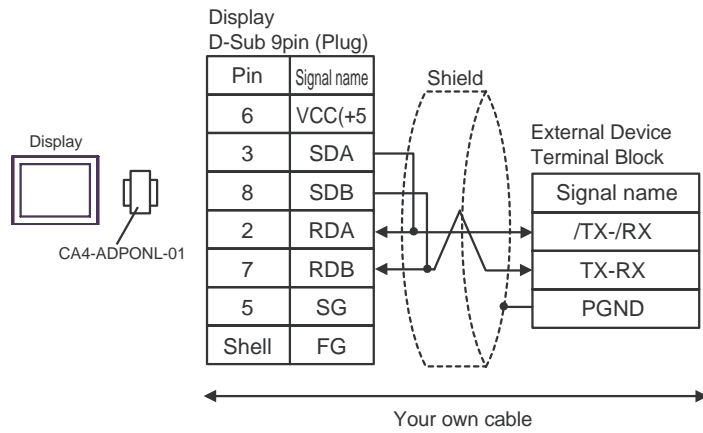 Display
D-Sub 9pin (Plug)
Pin Signal name
6 VCC(+5
3 SDA
8 SDB
2 RDA
7 RDB
5 SG
Shell FG
Shield
External Device
Terminal Block
Signal name
/TX-/RX
TX-RX
PGND
Display
CA4-ADPONL-01
Your own cable